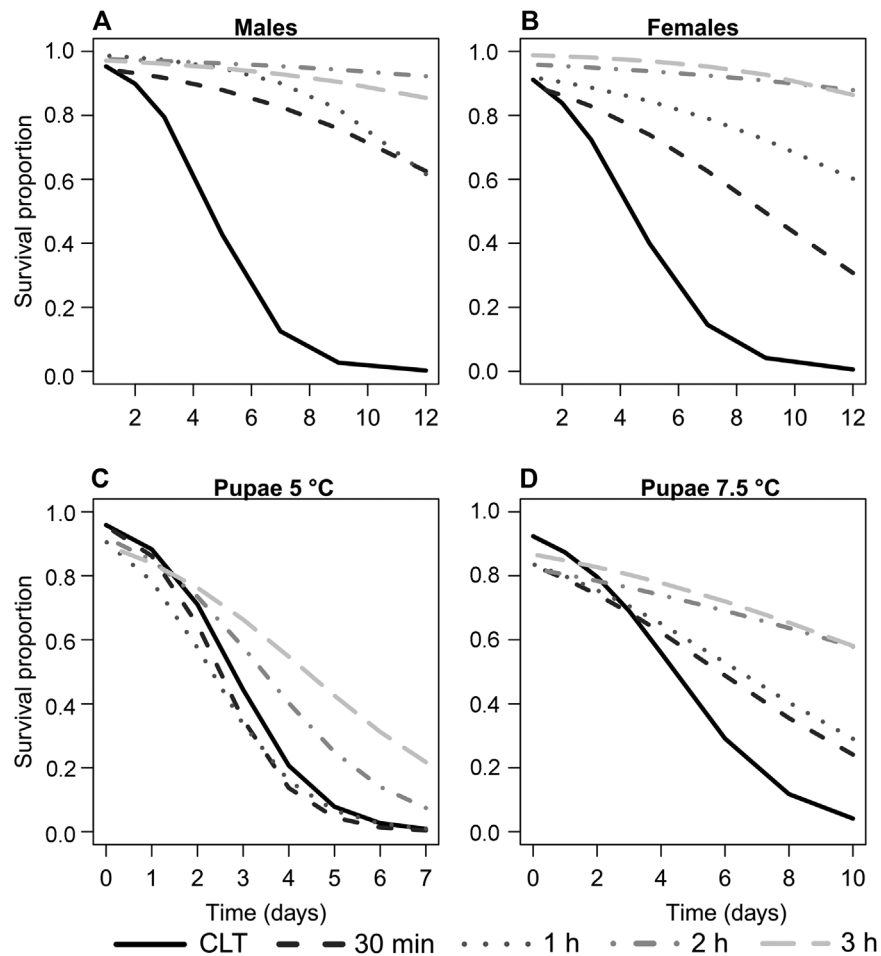 A Males
B Females
Survival proportion
1.0
0.8
0.6
0.4
0.2
0.0
2 4 6 8 10 12
1.0
0.8
0.6
0.4
0.2
0.0
2 4 6 8 10 12
C Pupae 5 °C
D Pupae 7.5 °C
Survival proportion
1.0
0.8
0.6
0.4
0.2
0.0
0 1 2 3 4 5 6 7
Time (days)
1.0
0.8
0.6
0.4
0.2
0.0
0 2 4 6 8 10
Time (days)
CLT 30 min 1 h 2 h 3 h